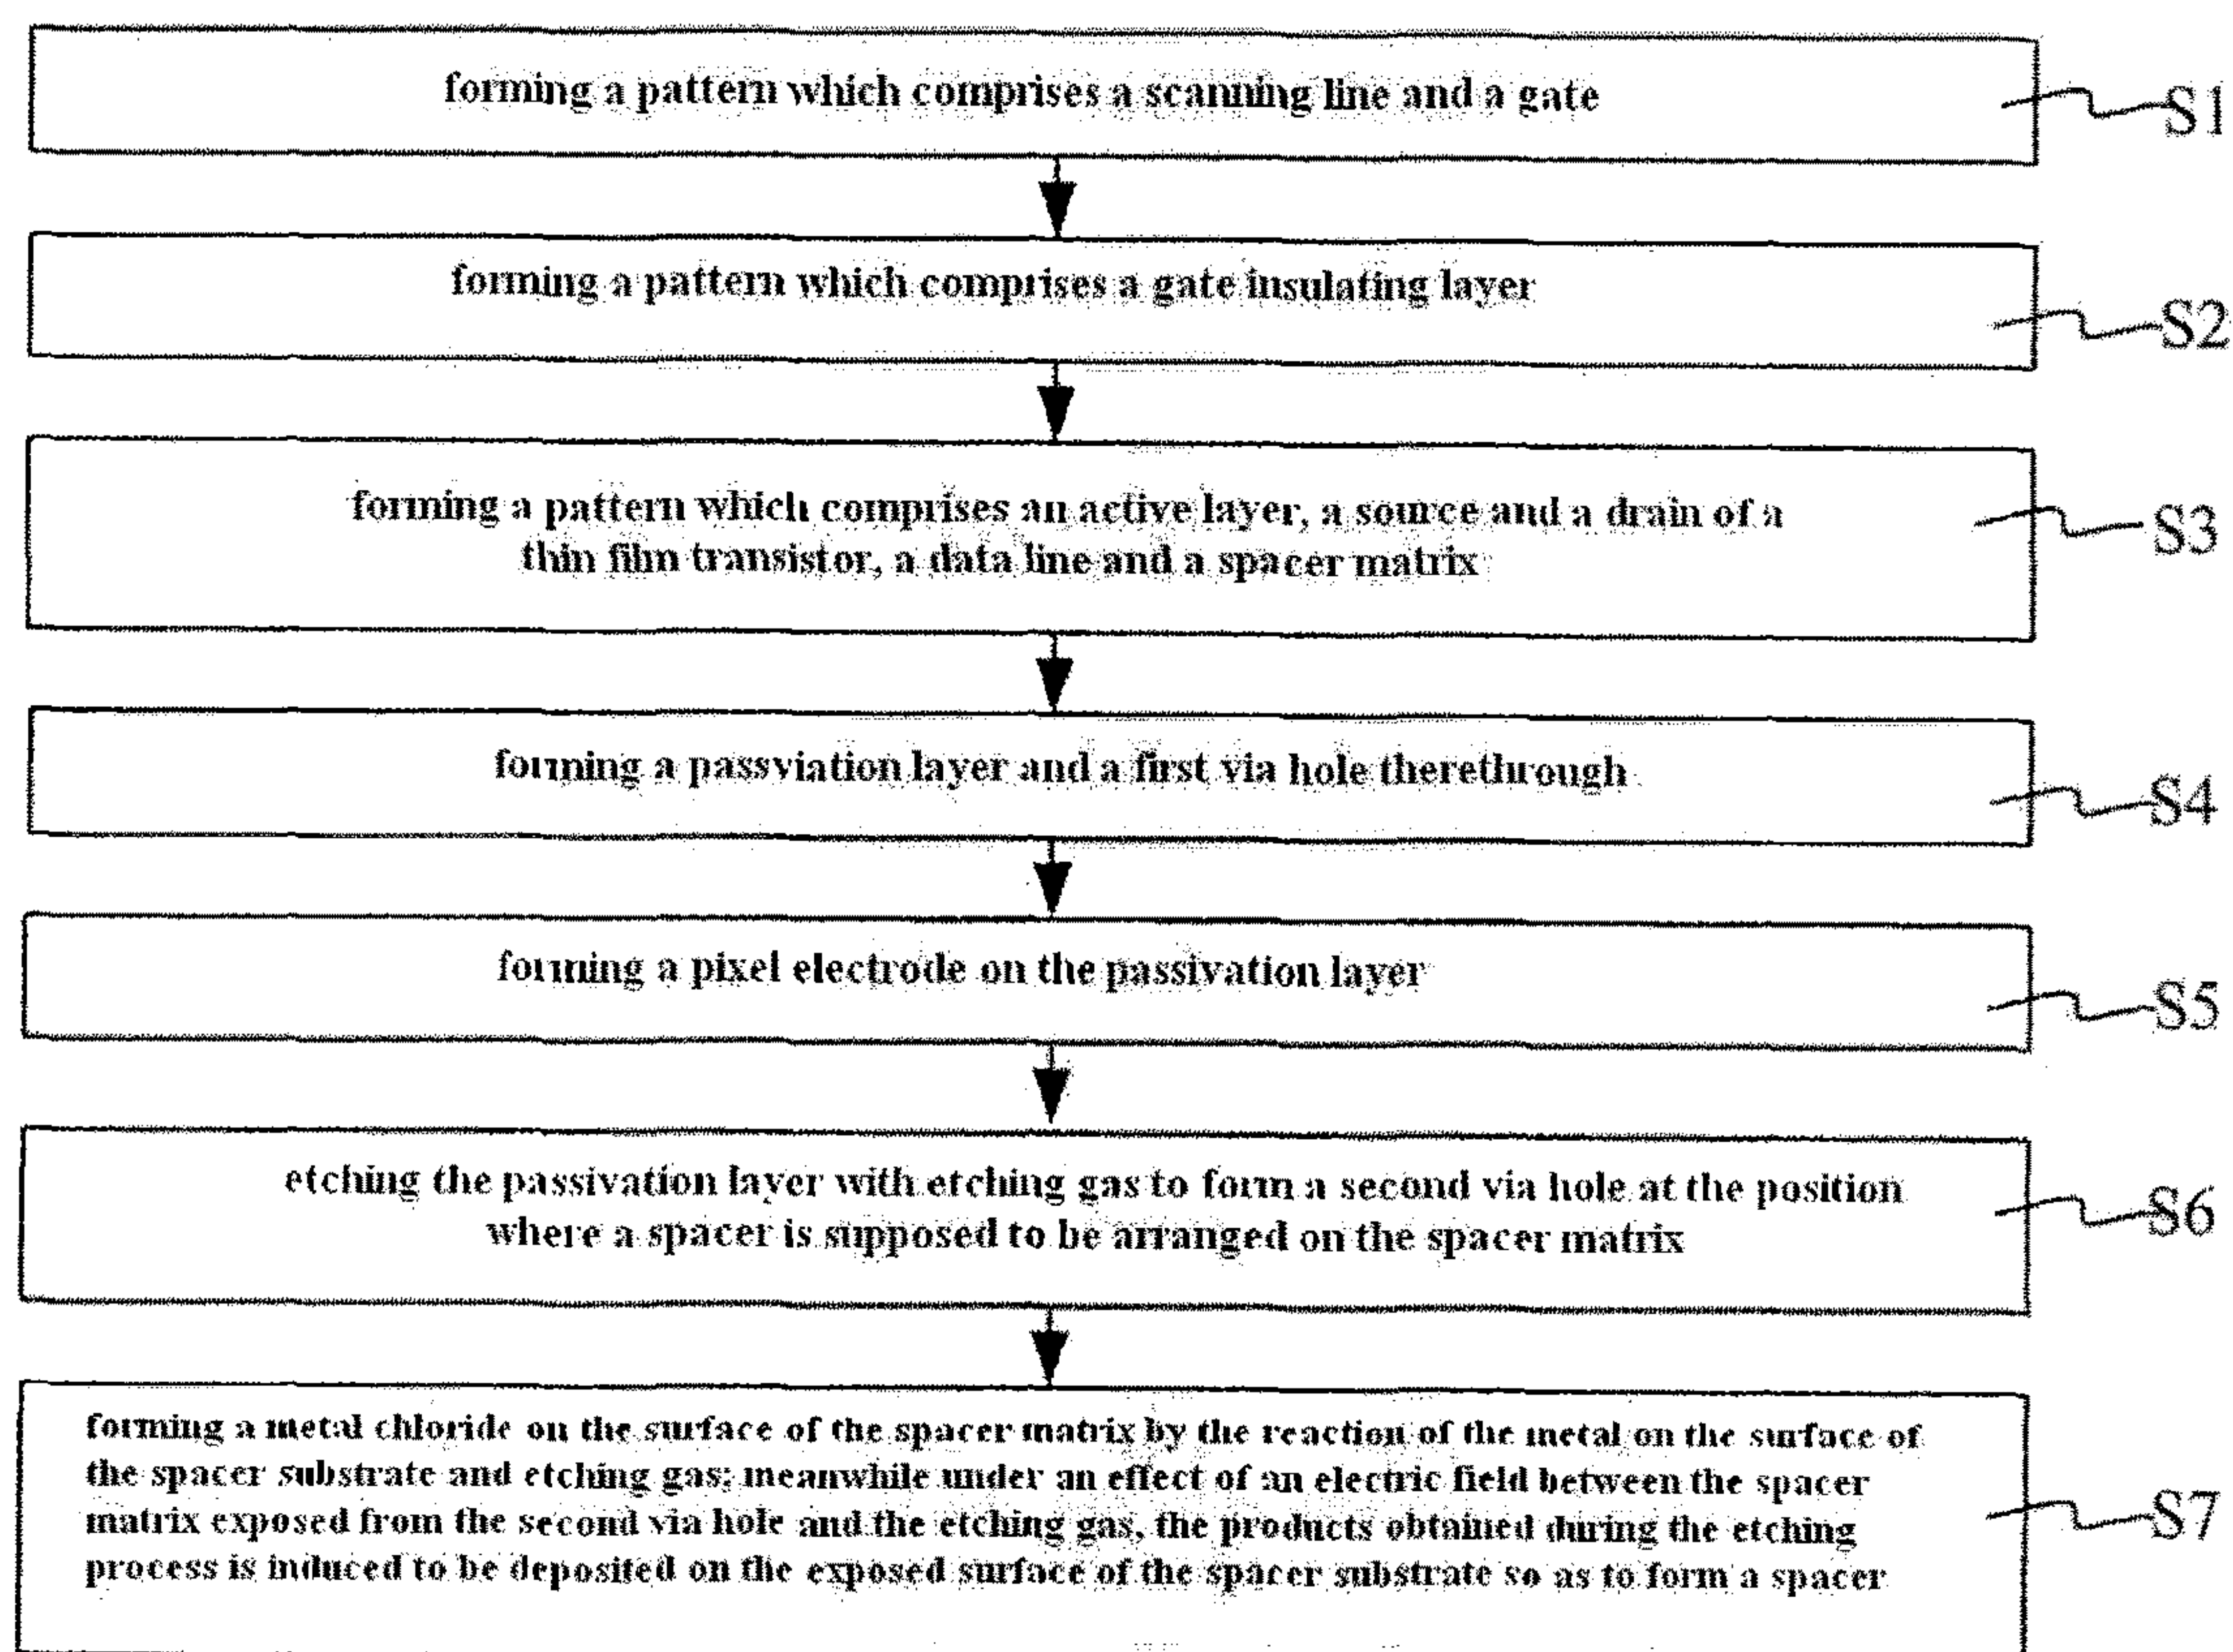 forming a pattern which comprises a scanning line and a gate
S1
forming a pattern which comprises a gate insulating layer
S2
forming a pattern which comprises an active layer, a source and a drain of a
thin film transistor, a data line and a spacer matrix
S3
forming a passviation layer and a first via hole therethrough
S4
forming a pixel electrode on the passivation layer
S5
etching the passivation layer with etching gas to form a second via hole at the position
where a spacer is supposed to be arranged on the spacer matrix
S6
forming a metal chloride on the surface of the spacer matrix by the reaction of the metal on the surface of
the spacer substrate and etching gas; meanwhile under an effect of an electric field between the spacer
matrix exposed from the second via hole and the etching gas, the products obtained during the etching
process is induced to be deposited on the exposed surface of the spacer substrate so as to form a spacer
S7